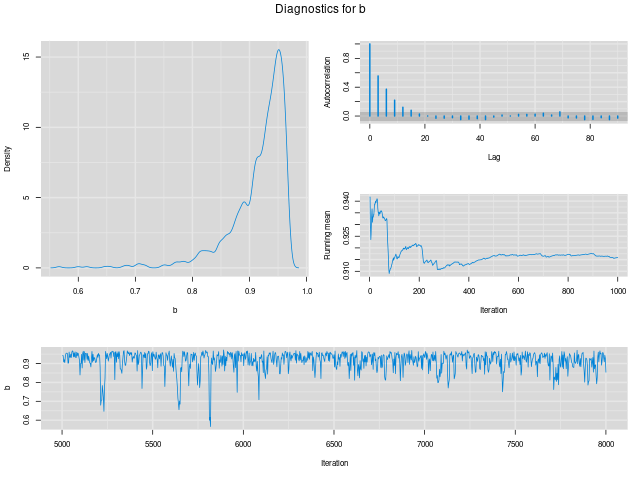 Diagnostics for b
Density
15
10
5
0
0.6 0.7 0.8 0.9 1.0
b
Autocorrelation
0.8
0.4
0.0
0 20 40 60 80
Lag
Running mean
0.940
0.925
0.910
0 200 400 600 800 1000
Iteration
b
0.9
0.8
0.7
0.6
5000 5500 6000 6500 7000 7500 8000
Iteration